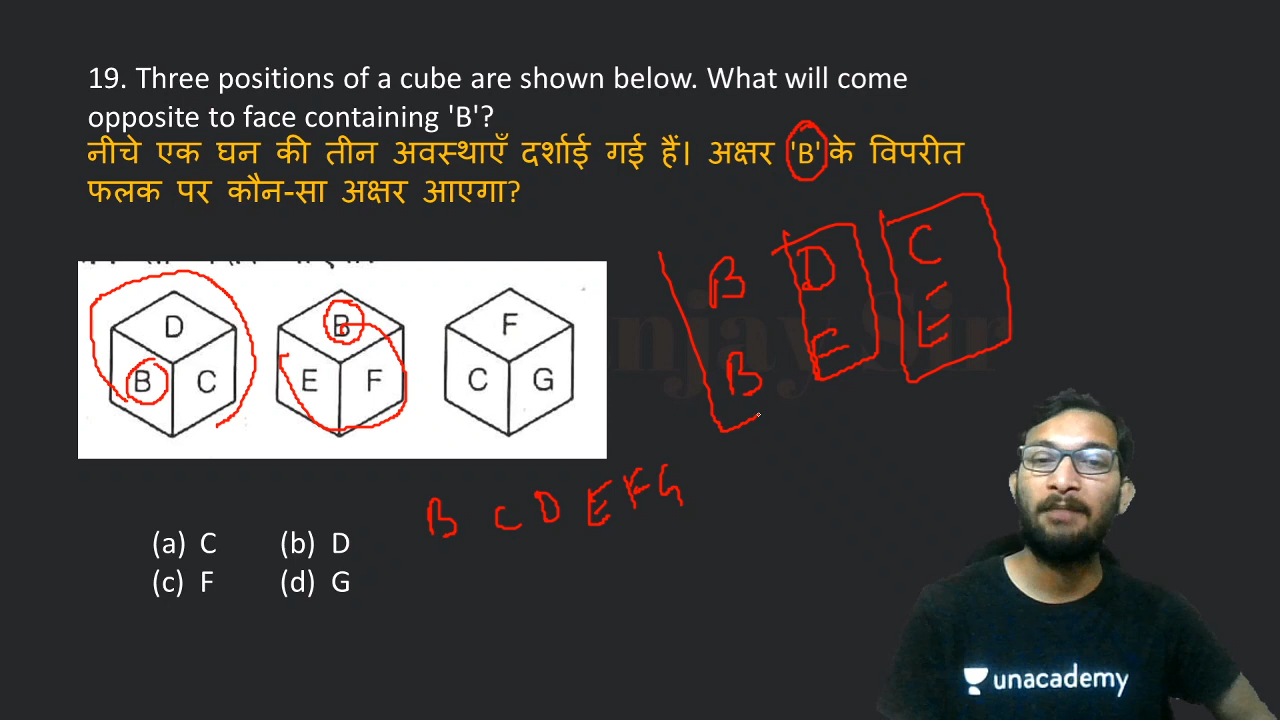 19. Three positions of a cube are shown below. What will come
opposite to face containing 'B'?
नीचे एक घन की तीन अवस्थाएँ दर्शाई गई हैं। अक्षर 'B' के विपरीत
फलक पर कौन-सा अक्षर आएगा?
B D C
B E E
D B F
B C E F C G
B C D E F G
(a) C (b) D
(c) F (d) G
unacademy